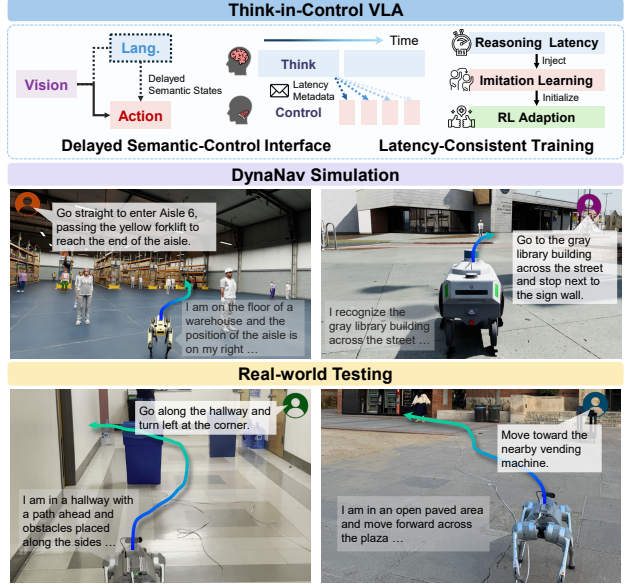 Think-in-Control VLA
Lang.
Vision
Action
Delayed
Semantic States
Time
Think
Latency
Metadata
Control
Delayed Semantic-Control Interface
Reasoning Latency
Inject
Imitation Learning
Initialize
RL Adaption
Latency-Consistent Training
DynaNav Simulation
Go straight to enter Aisle 6,
passing the yellow forklift to
reach the end of the aisle.
I am on the floor of a
warehouse and the
position of the aisle is
on my right ...
Go to the gray
library building
across the street
and stop next to
the sign wall.
I recognize the
gray library building
across the street ...
Real-world Testing
Go along the hallway and
turn left at the corner.
I am in a hallway with
a path ahead and
obstacles placed
along the sides ...
Move toward the
nearby vending
machine.
I am in an open paved area
and move forward across
the plaza ...